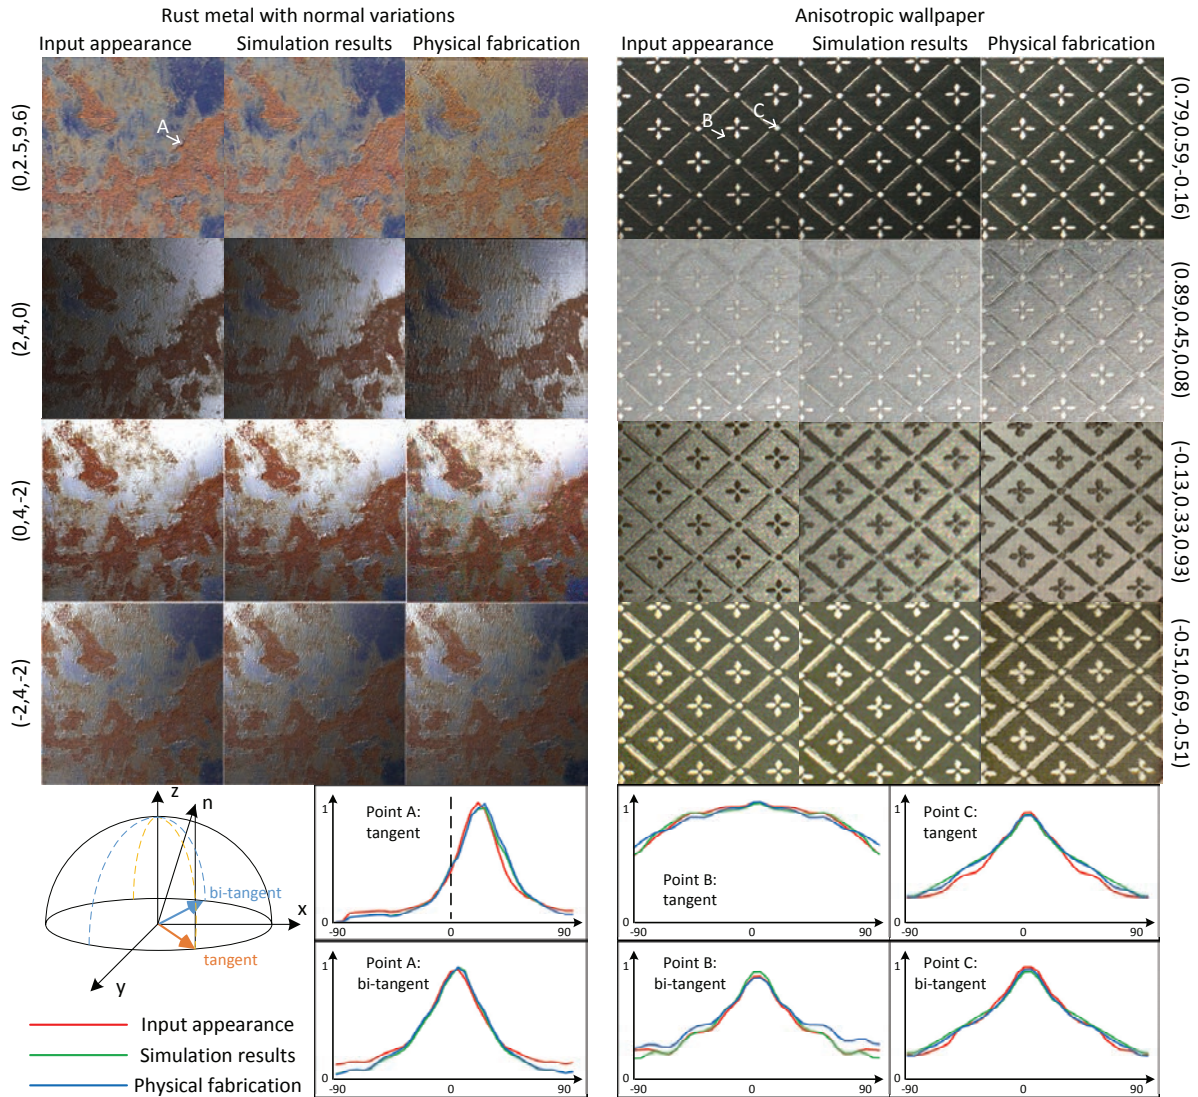 Rust metal with normal variations
Anisotropic wallpaper
Input appearance Simulation results Physical fabrication
Input appearance Simulation results Physical fabrication
(0,2.5,9.6)
A
B
C
(0.79,0.59,-0.16)
(2,4,0)
(0.89,0.45,0.08)
(0,4,-2)
(-0.13,0.33,0.93)
(-2,4,-2)
(-0.51,0.69,-0.51)
z
n
bi-tangent
x
tangent
y
1
Point A:
tangent
0
0
1
Point B:
tangent
0
-90
0
90
Point C:
tangent
1
0
-90
0
90
1
Point A:
bi-tangent
0
-90
0
90
1
Point B:
bi-tangent
0
-90
0
90
1
Point C:
bi-tangent
0
-90
0
90
Input appearance
Simulation results
Physical fabrication